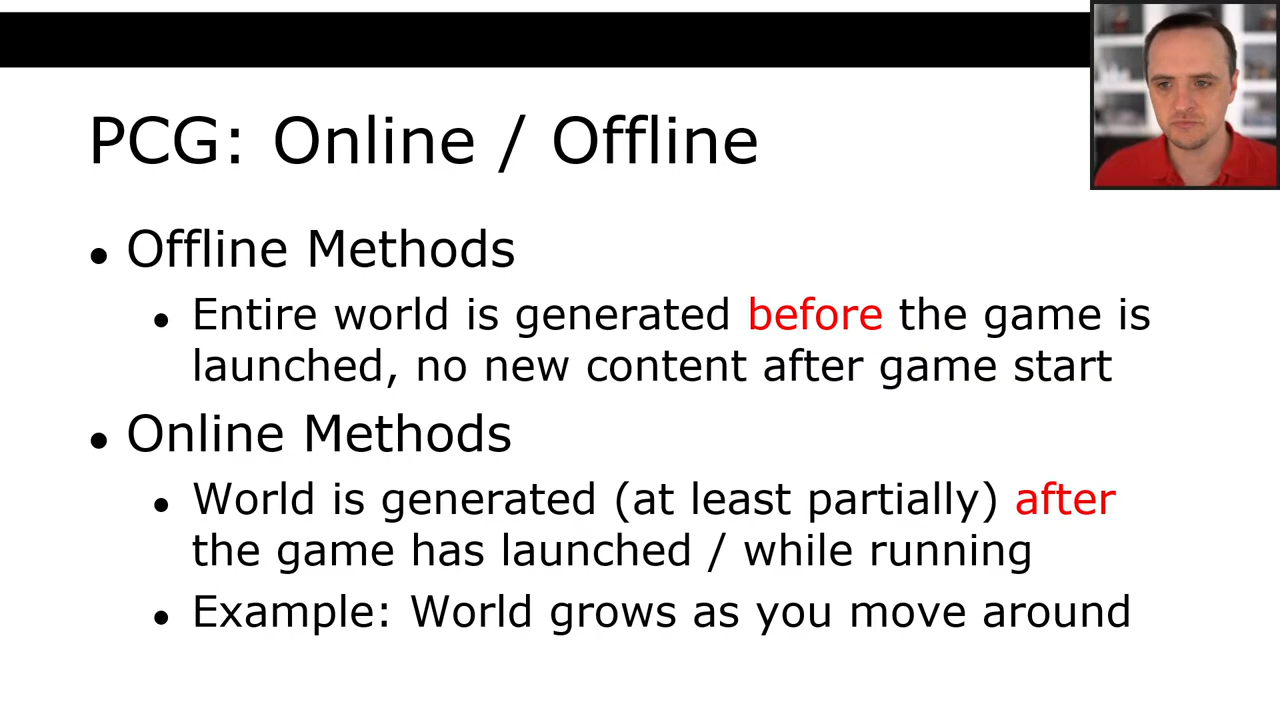 PCG: Online / Offline
• Offline Methods
• Entire world is generated before the game is
launched, no new content after game start
• Online Methods
• World is generated (at least partially) after
the game has launched / while running
• Example: World grows as you move around